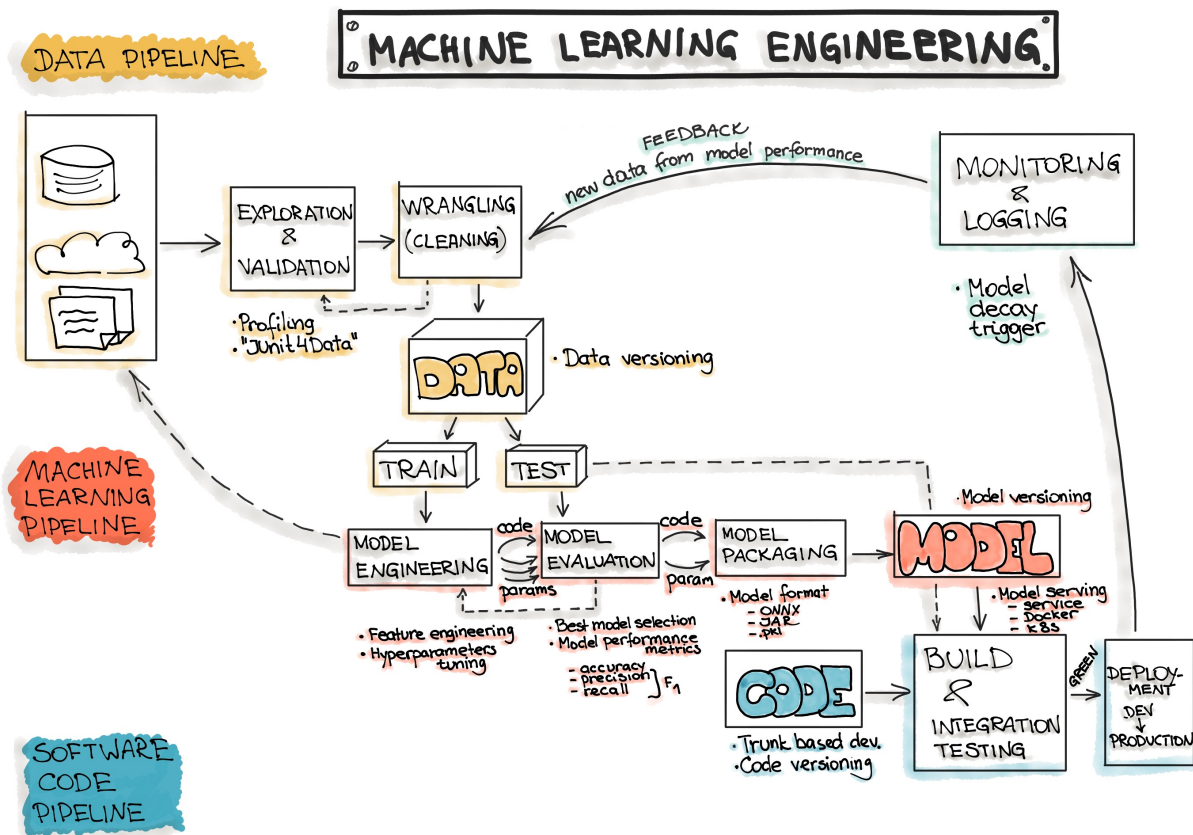 DATA PIPELINE
MACHINE LEARNING ENGINEERING
FEEDBACK
new data from model performance
MONITORING
&
LOGGING
• Model
decay
trigger
EXPLORATION
&
VALIDATION
• Profiling
• "JUnit4Data"
WRANGLING
(CLEANING)
DATA
• Data versioning
TRAIN
TEST
MACHINE
LEARNING
PIPELINE
MODEL
ENGINEERING
• Feature engineering
• Hyperparameters
tuning
code
params
MODEL
EVALUATION
• Best model selection
• Model performance
metrics
- accuracy
- precision
- recall
F1
code
param
MODEL
PACKAGING
• Model format
- ONNX
- JAR
- .pkl
• Model versioning
MODEL
• Model serving
- service
- Docker
- K8s
CODE
• Trunk based dev.
• Code versioning
BUILD
&
INTEGRATION
TESTING
GREEN
DEPLOY-
MENT
DEV
PRODUCTION
SOFTWARE
CODE
PIPELINE